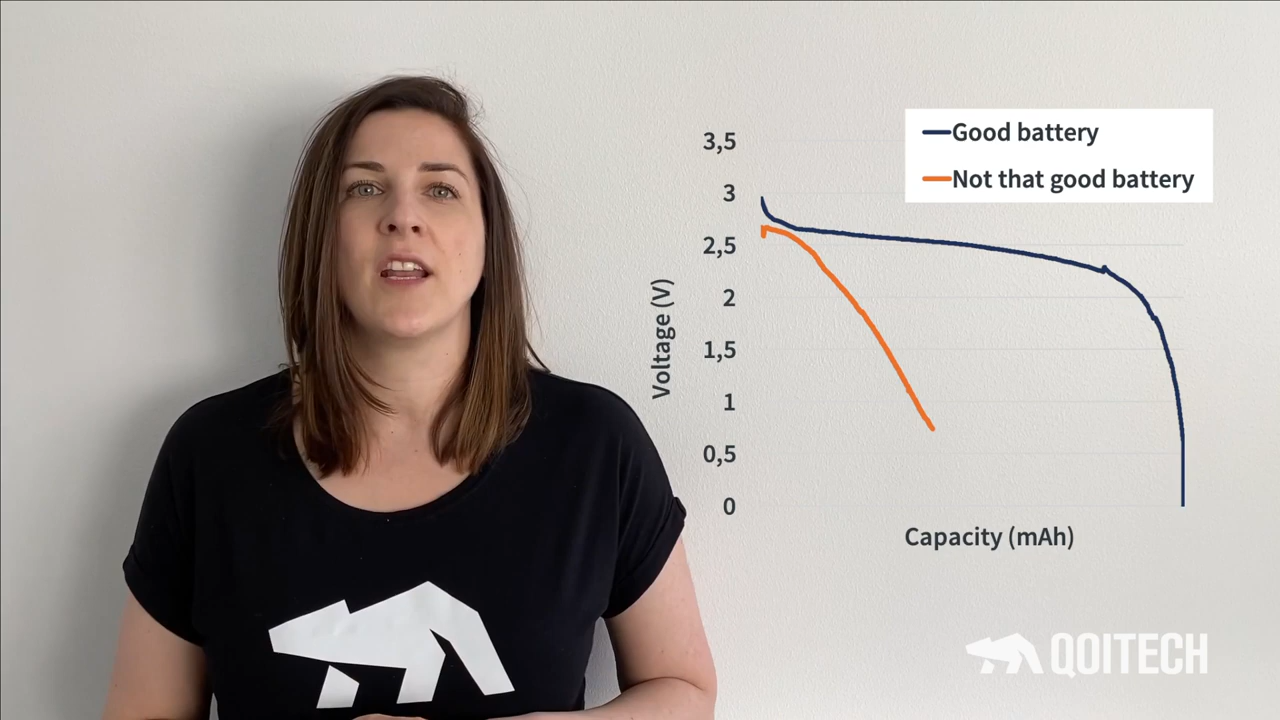 Good battery
Not that good battery
3,5
3
2,5
2
1,5
1
0,5
0
Voltage (V)
Capacity (mAh)
QOITECH